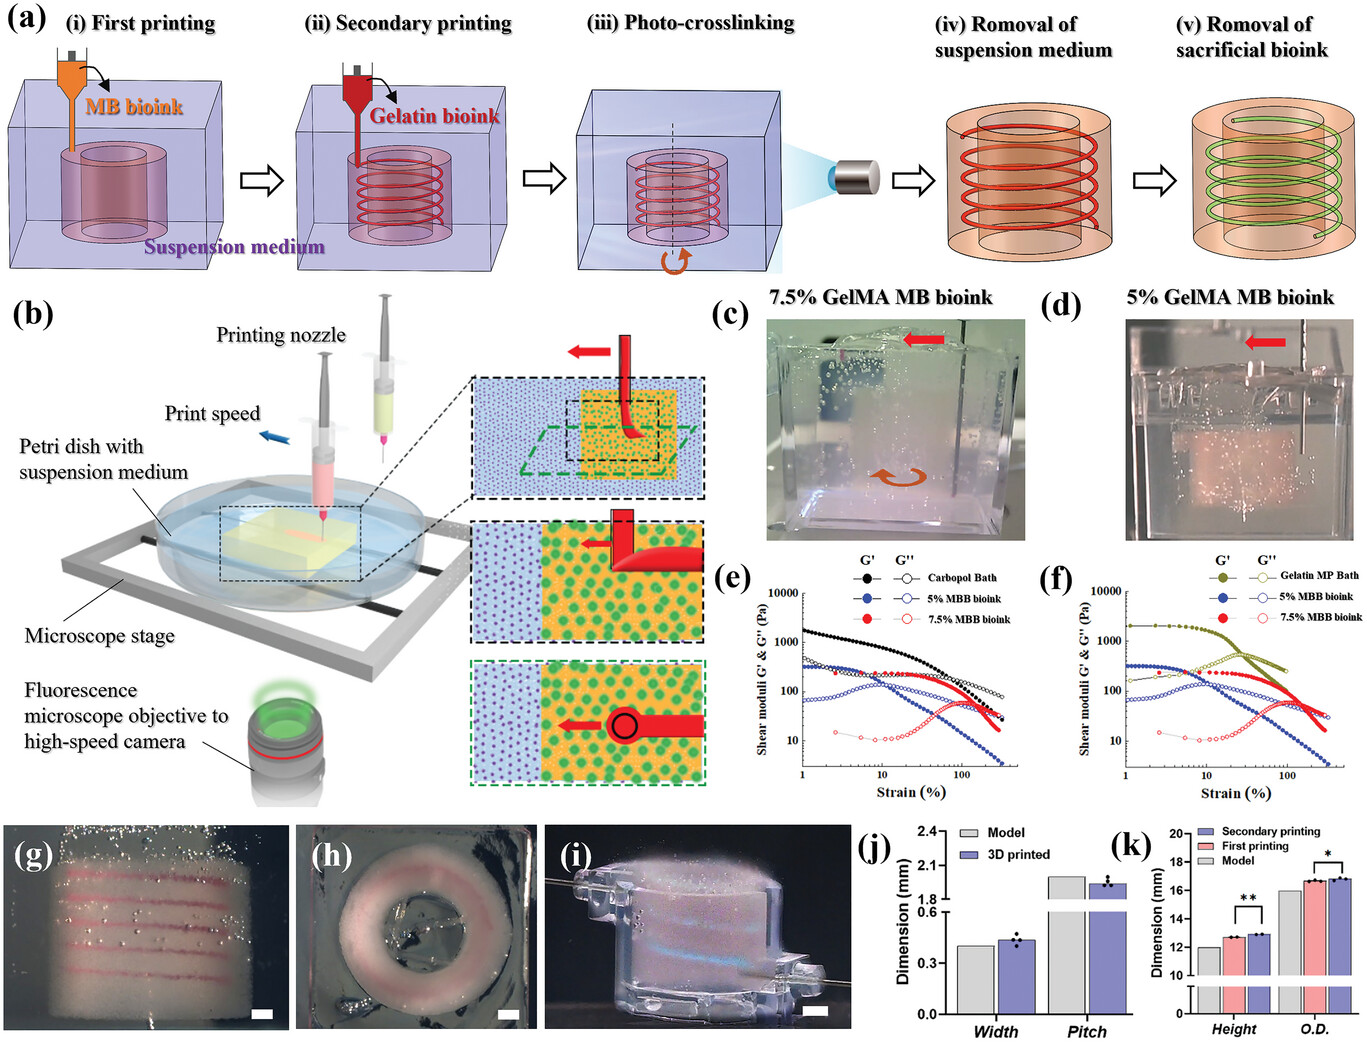 (a)
(i) First printing
(ii) Secondary printing
(iii) Photo-crosslinking
(iv) Romoval of
suspension medium
(v) Romoval of
sacrificial bioink
MB bioink
Gelatin bioink
Suspension medium
(b)
Printing nozzle
Print speed
Petri dish with
suspension medium
Microscope stage
Fluorescence
microscope objective to
high-speed camera
(c)
7.5% GelMA MB bioink
(d)
5% GelMA MB bioink
(e)
G' G''
Carbopol Bath
5% MBB bioink
7.5% MBB bioink
Shear moduli G' & G'' (Pa)
10000
1000
100
10
1 10 100
Strain (%)
(f)
G' G''
Gelatin MP Bath
5% MBB bioink
7.5% MBB bioink
Shear moduli G' & G'' (Pa)
10000
1000
100
10
1 10 100
Strain (%)
(g)
(h)
(i)
(j)
Model
3D printed
Dimension (mm)
2.4
2.1
1.8
0.6
0.3
0.0
Width Pitch
(k)
Secondary printing
First printing
Model
Dimension (mm)
20
18
16
14
12
10
0
**
*
Height O.D.